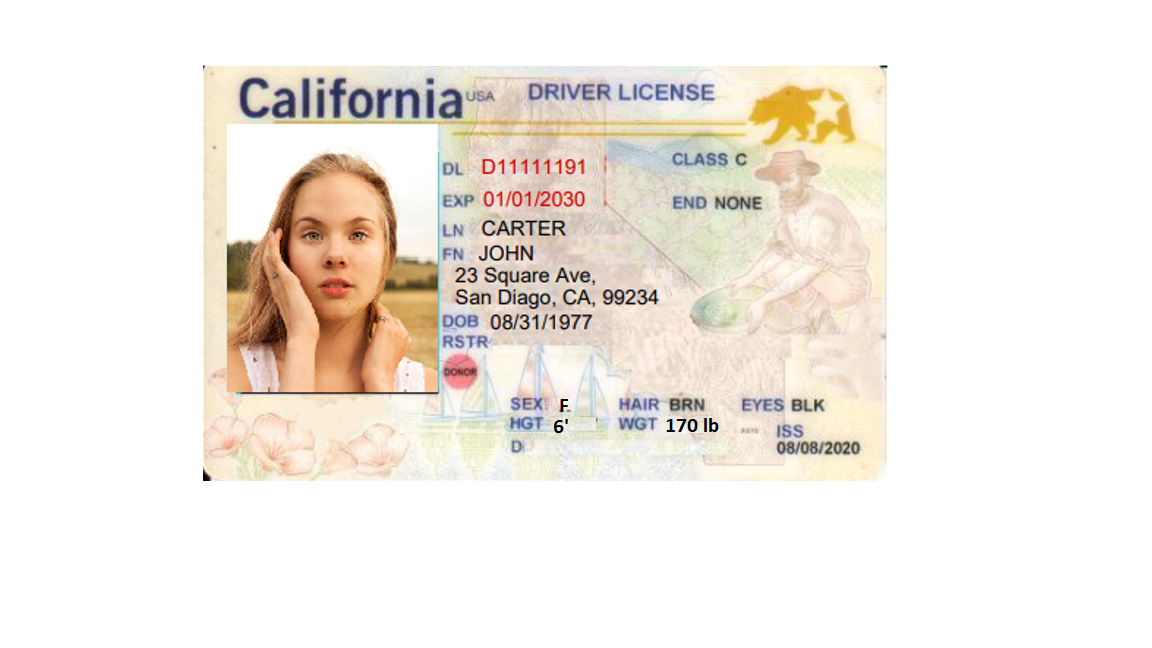 California USA DRIVER LICENSE
DL D11111191
CLASS C
EXP 01/01/2030
END NONE
LN CARTER
FN JOHN
23 Square Ave,
San Diago, CA, 99234
DOB 08/31/1977
RSTR
DONOR
SEX F HAIR BRN EYES BLK
HGT 6' WGT 170 lb ISS
D 08/08/2020